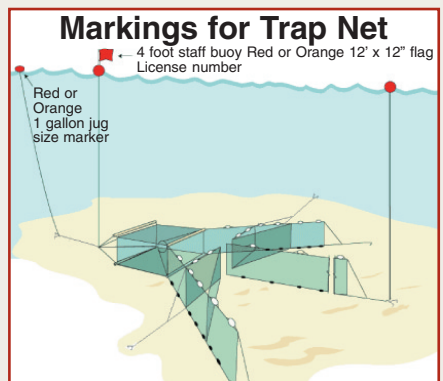 Markings for Trap Net
4 foot staff buoy Red or Orange 12' x 12" flag
License number
Red or
Orange
1 gallon jug
size marker